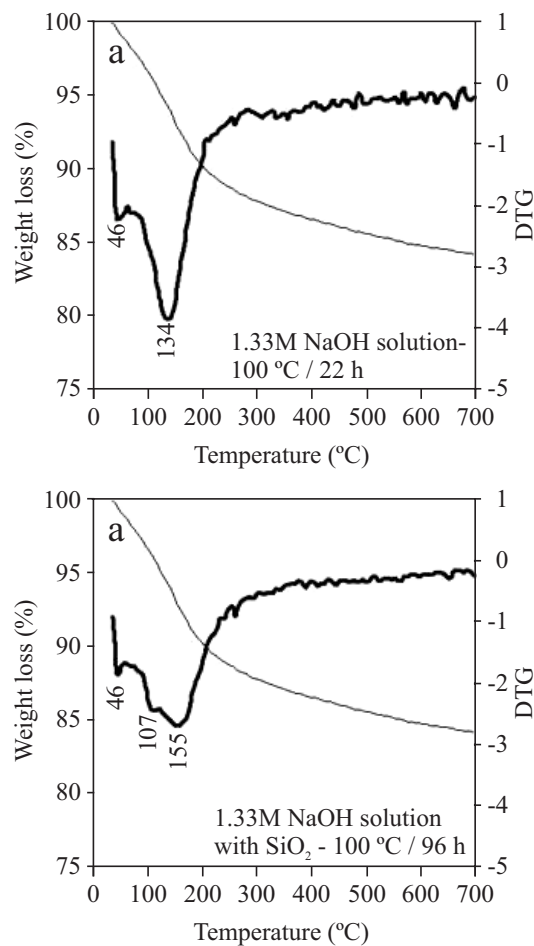 100
95
90
85
80
75
Weight loss (%)
a
46
134
1.33M NaOH solution-
100 ºC / 22 h
1
0
-1
-2
-3
-4
-5
DTG
0 100 200 300 400 500 600 700
Temperature (ºC)
100
95
90
85
80
75
Weight loss (%)
a
46
107
155
1.33M NaOH solution
with SiO₂ - 100 ºC / 96 h
1
0
-1
-2
-3
-4
-5
DTG
0 100 200 300 400 500 600 700
Temperature (ºC)